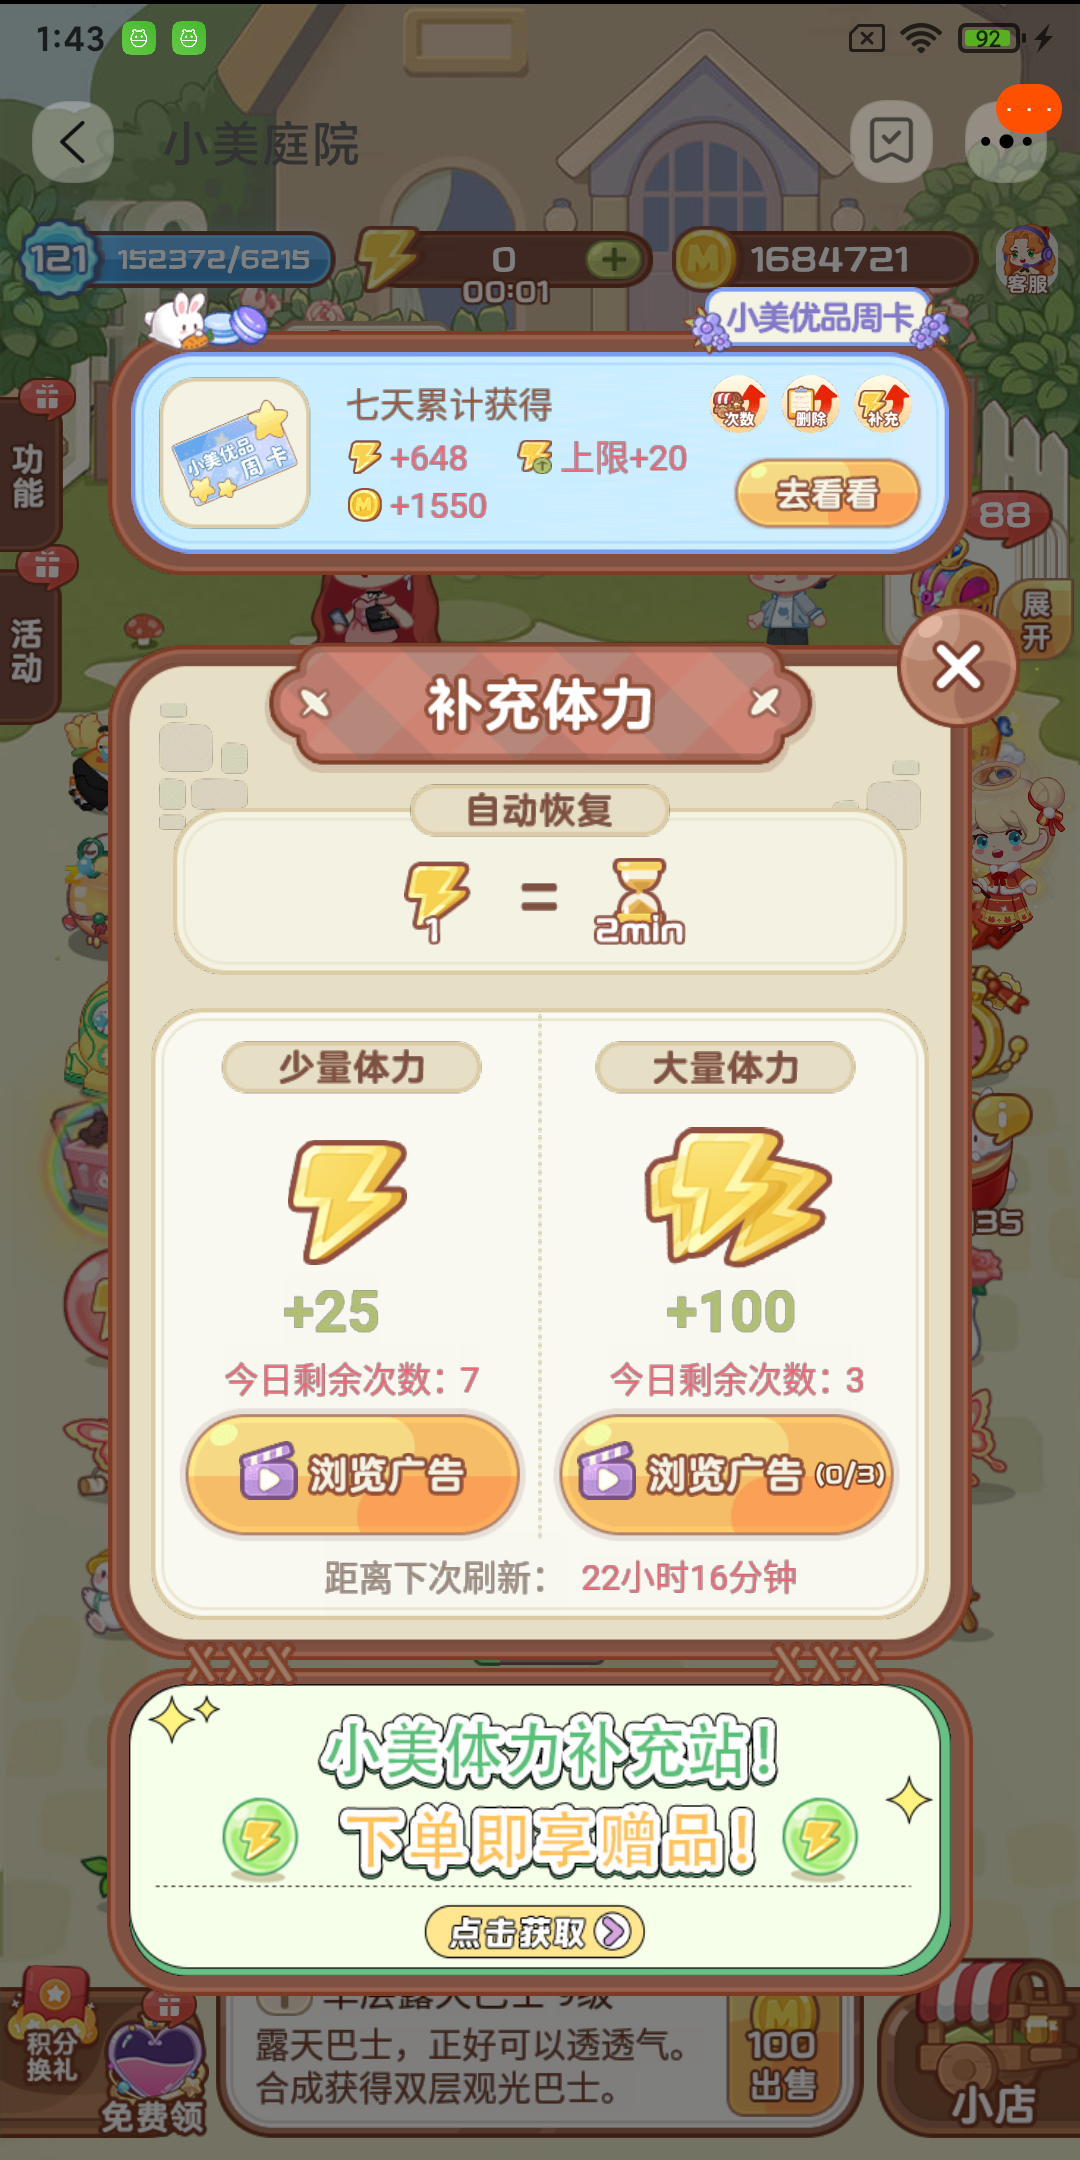 1:43
92
小美庭院
121
152372/6215
0
00:01
1684721
客服
小美优品周卡
七天累计获得
小美优品
周卡
+648
上限+20
+1550
次数
删除
补充
去看看
功能
活动
88
展开
补充体力
自动恢复
1
=
2min
少量体力
大量体力
+25
+100
今日剩余次数：7
今日剩余次数：3
浏览广告
浏览广告(0/3)
距离下次刷新：
22小时16分钟
35
小美体力补充站！
下单即享赠品！
点击获取
积分换礼
免费领
露天巴士，正好可以透透气。
合成获得双层观光巴士。
100
出售
小店